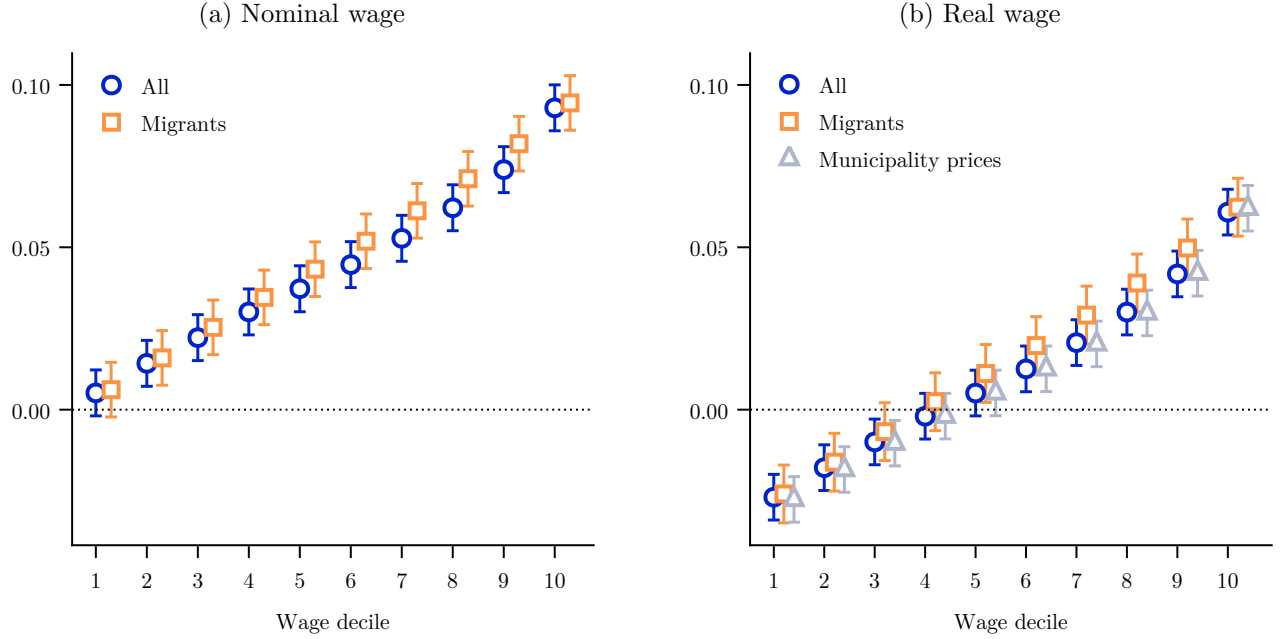 (a) Nominal wage
All
Migrants
0.10
0.05
0.00
1 2 3 4 5 6 7 8 9 10
Wage decile
(b) Real wage
All
Migrants
Municipality prices
0.10
0.05
0.00
1 2 3 4 5 6 7 8 9 10
Wage decile